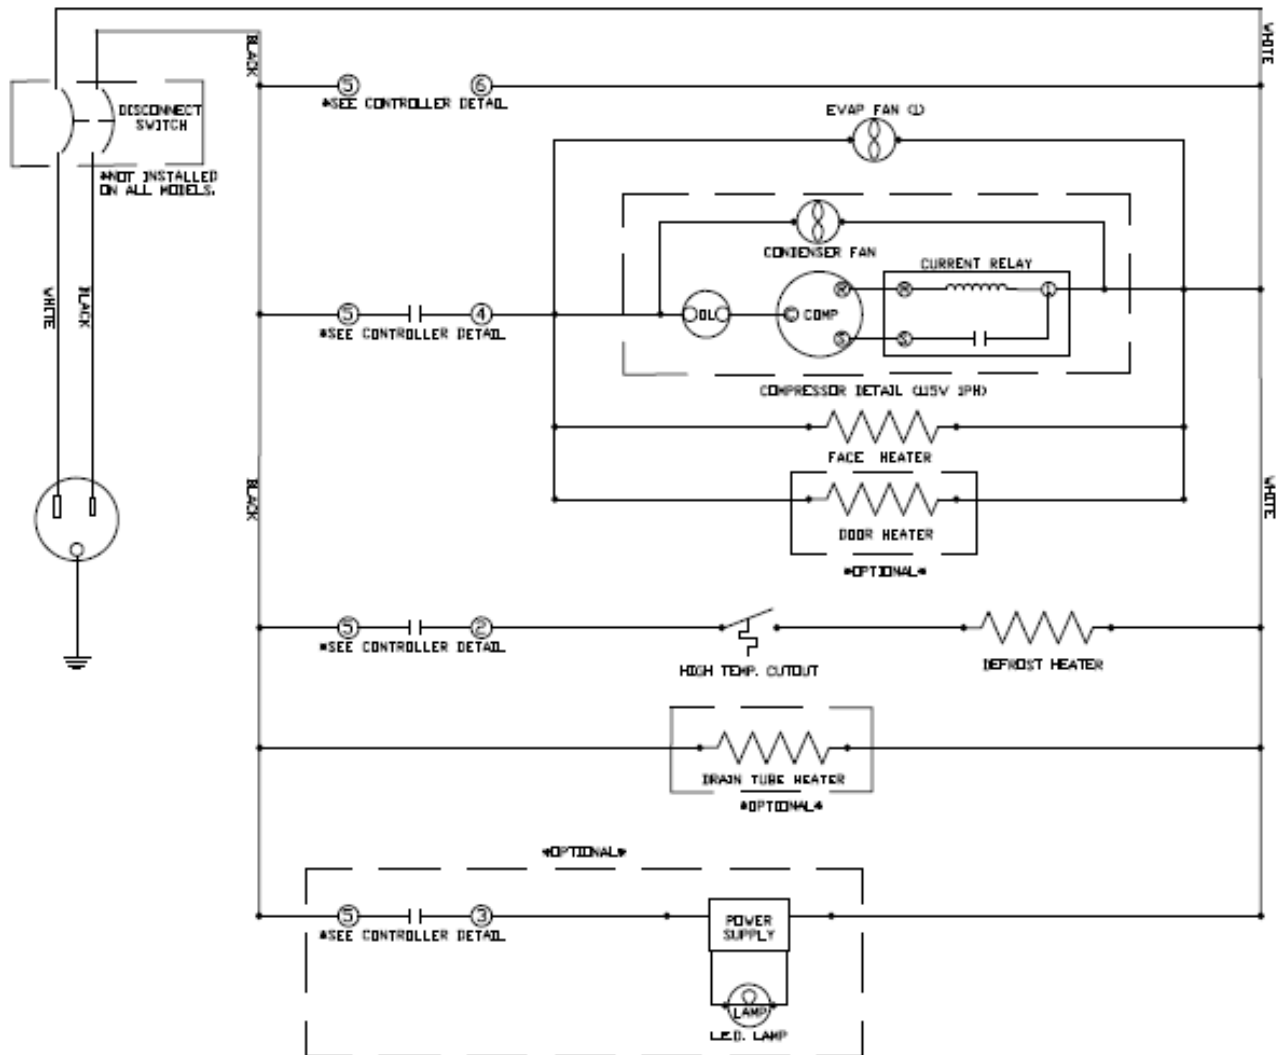 BLACK
WHITE
5 6
*SEE CONTROLLER DETAIL
DISCONNECT
SWITCH
*NOT INSTALLED
ON ALL MODELS.
EVAP FAN (1)
CONDENSER FAN
CURRENT RELAY
WHITE
BLACK
5 4
*SEE CONTROLLER DETAIL
OL
C COMP
R
S
M
S
L
COMPRESSOR DETAIL (115V 1PH)
FACE HEATER
BLACK
WHITE
DOOR HEATER
*OPTIONAL*
5 2
*SEE CONTROLLER DETAIL
HIGH TEMP. CUTOUT
DEFROST HEATER
DRAIN TUBE HEATER
*OPTIONAL*
*OPTIONAL*
5 3
*SEE CONTROLLER DETAIL
POWER
SUPPLY
LAMP
L.E.D. LAMP